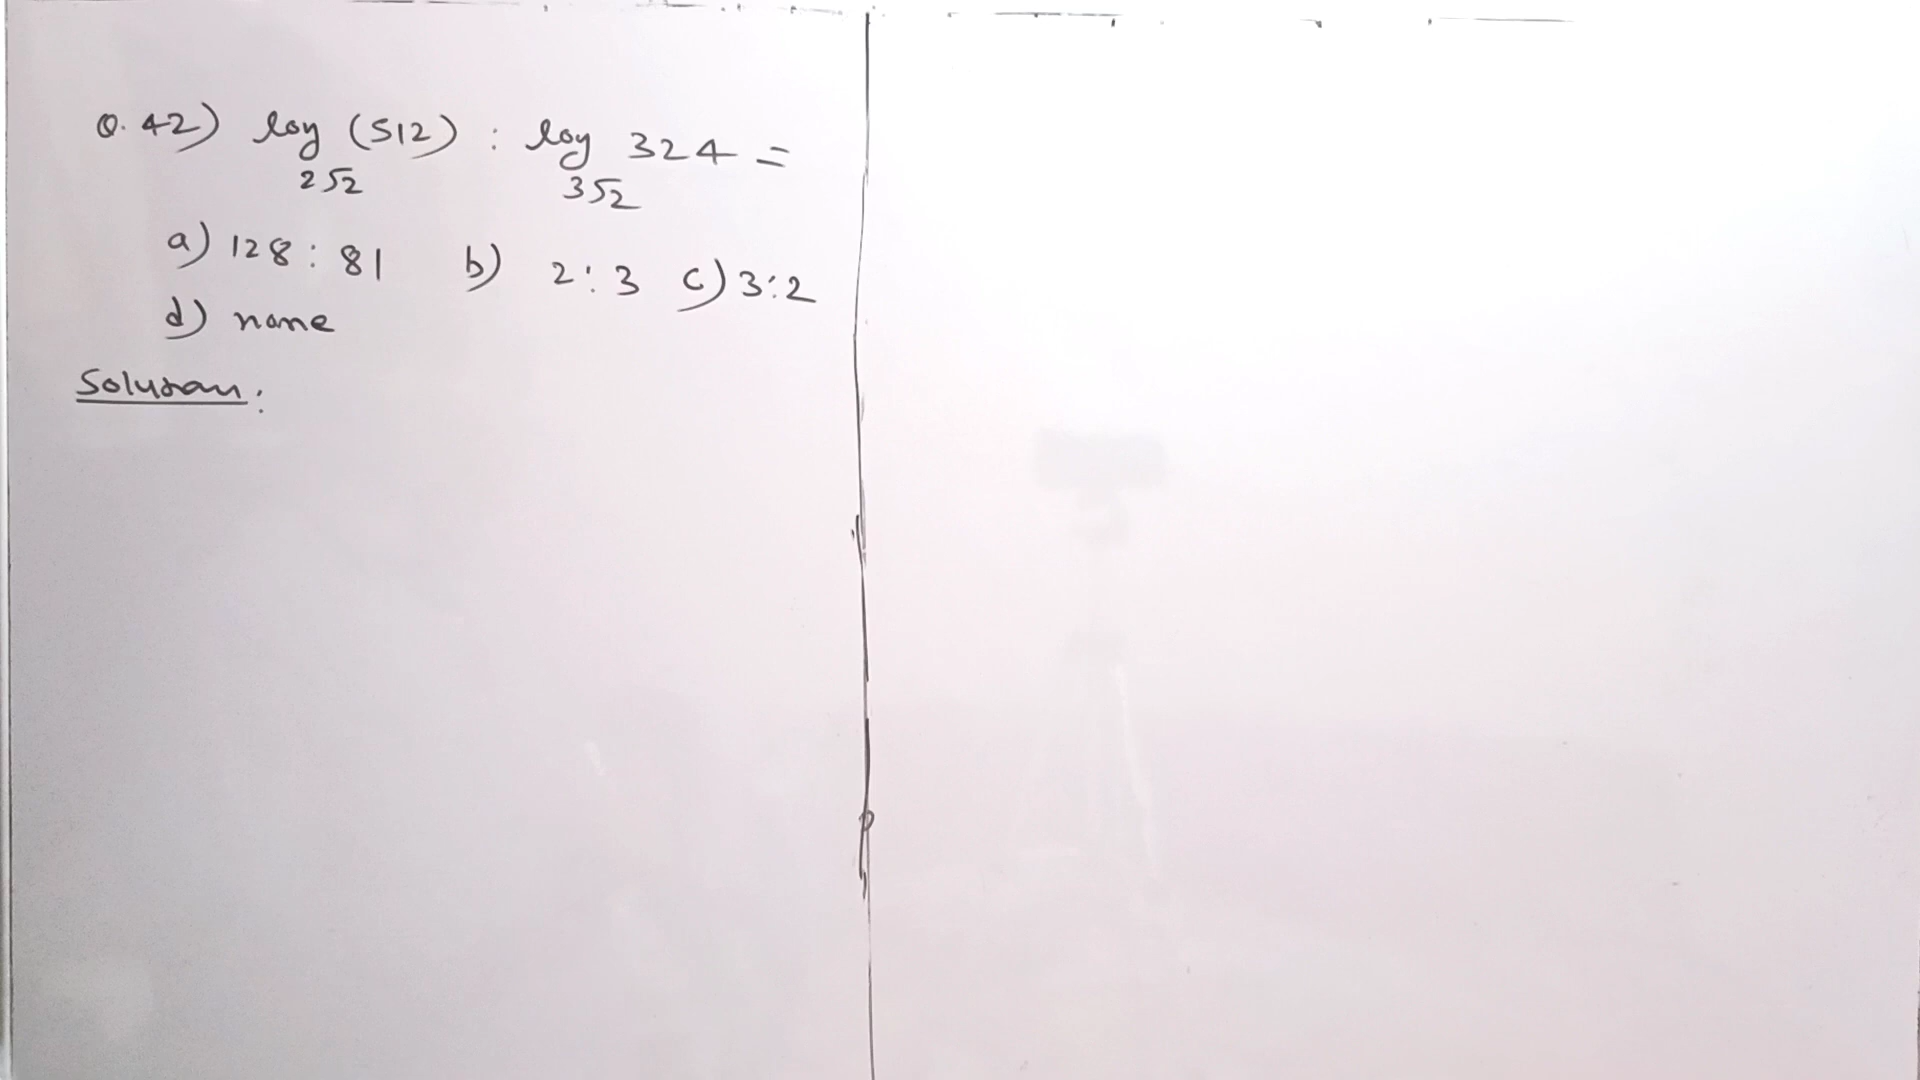 Q. 42) log (512) : log 324 =
2√2 3√2
a) 128 : 81 b) 2 : 3 c) 3 : 2
d) none
Solution :